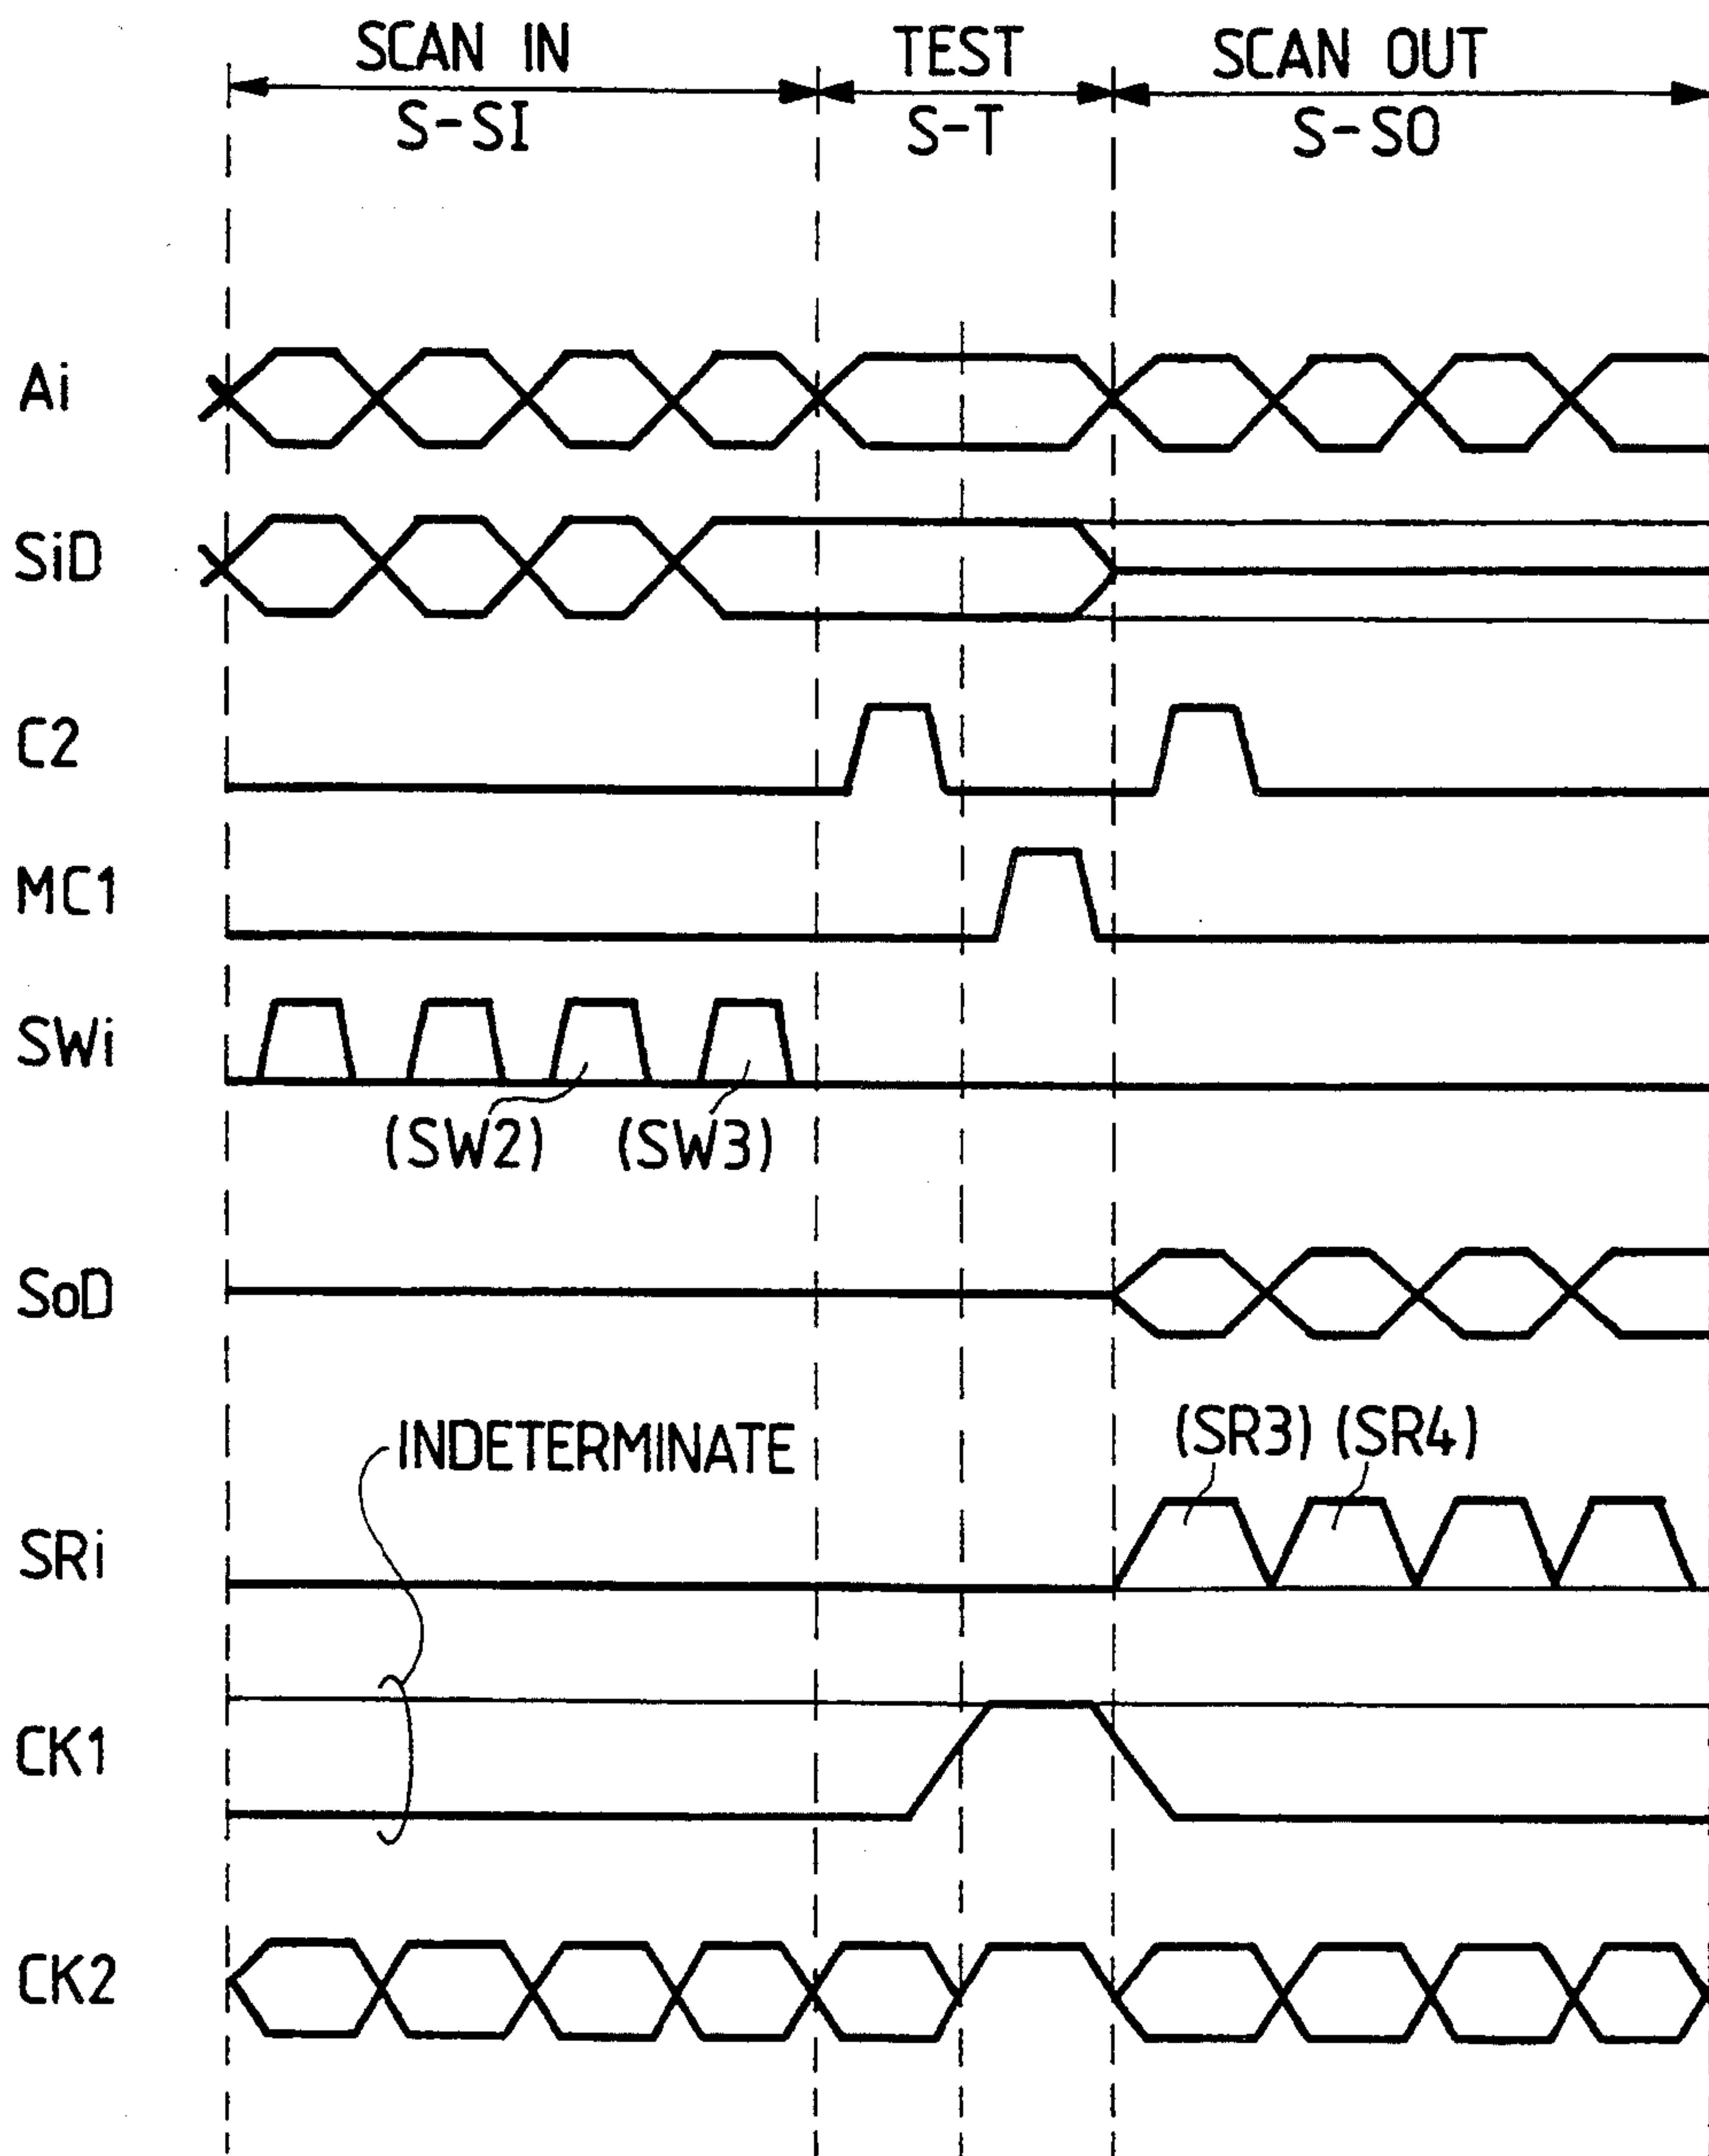 SCAN IN
TEST
SCAN OUT
S-SI
S-T
S-SO
Ai
SiD
C2
MC1
SWi
(SW2)
(SW3)
SoD
INDETERMINATE
(SR3)
(SR4)
SRi
CK1
CK2